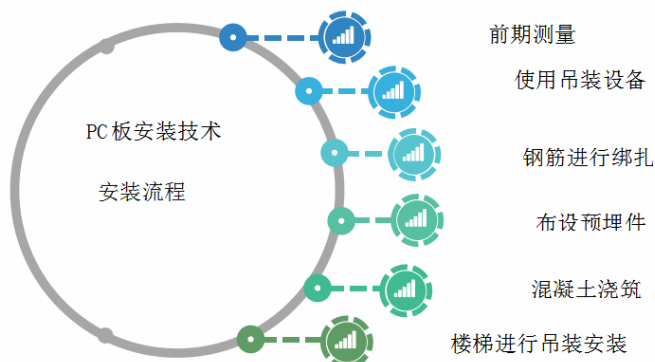 PC板安装技术
安装流程
前期测量
使用吊装设备
钢筋进行绑扎
布设预埋件
混凝土浇筑
楼梯进行吊装安装